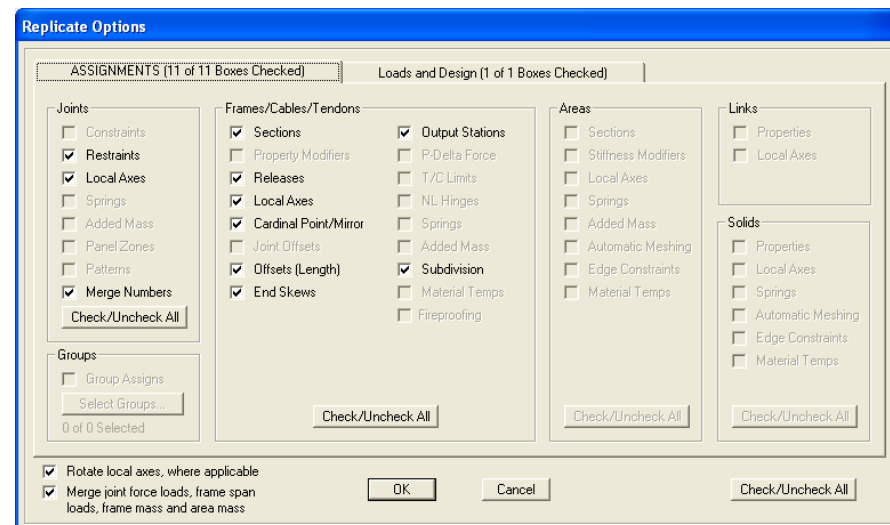 Replicate Options
ASSIGNMENTS (11 of 11 Boxes Checked)
Loads and Design (1 of 1 Boxes Checked)
Joints
Constraints
Restraints
Local Axes
Springs
Added Mass
Panel Zones
Patterns
Merge Numbers
Check/Uncheck All
Groups
Group Assigns
Select Groups...
0 of 0 Selected
Frames/Cables/Tendons
Sections
Property Modifiers
Releases
Local Axes
Cardinal Point/Mirror
Joint Offsets
Offsets (Length)
End Skews
Output Stations
P-Delta Force
T/C Limits
NL Hinges
Springs
Added Mass
Subdivision
Material Temps
Fireproofing
Check/Uncheck All
Areas
Sections
Stiffness Modifiers
Local Axes
Springs
Added Mass
Automatic Meshing
Edge Constraints
Material Temps
Check/Uncheck All
Links
Properties
Local Axes
Solids
Properties
Local Axes
Springs
Automatic Meshing
Edge Constraints
Material Temps
Check/Uncheck All
Rotate local axes, where applicable
Merge joint force loads, frame span
loads, frame mass and area mass
OK
Cancel
Check/Uncheck All